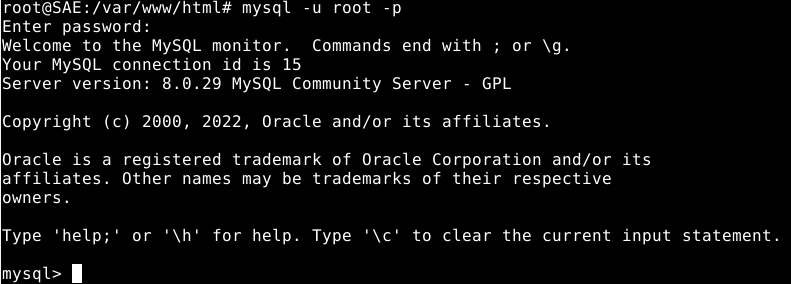 root@SAE:/var/www/html# mysql -u root -p
Enter password:
Welcome to the MySQL monitor.  Commands end with ; or \g.
Your MySQL connection id is 15
Server version: 8.0.29 MySQL Community Server - GPL
Copyright (c) 2000, 2022, Oracle and/or its affiliates.
Oracle is a registered trademark of Oracle Corporation and/or its
affiliates. Other names may be trademarks of their respective
owners.
Type 'help;' or '\h' for help. Type '\c' to clear the current input statement.
mysql>